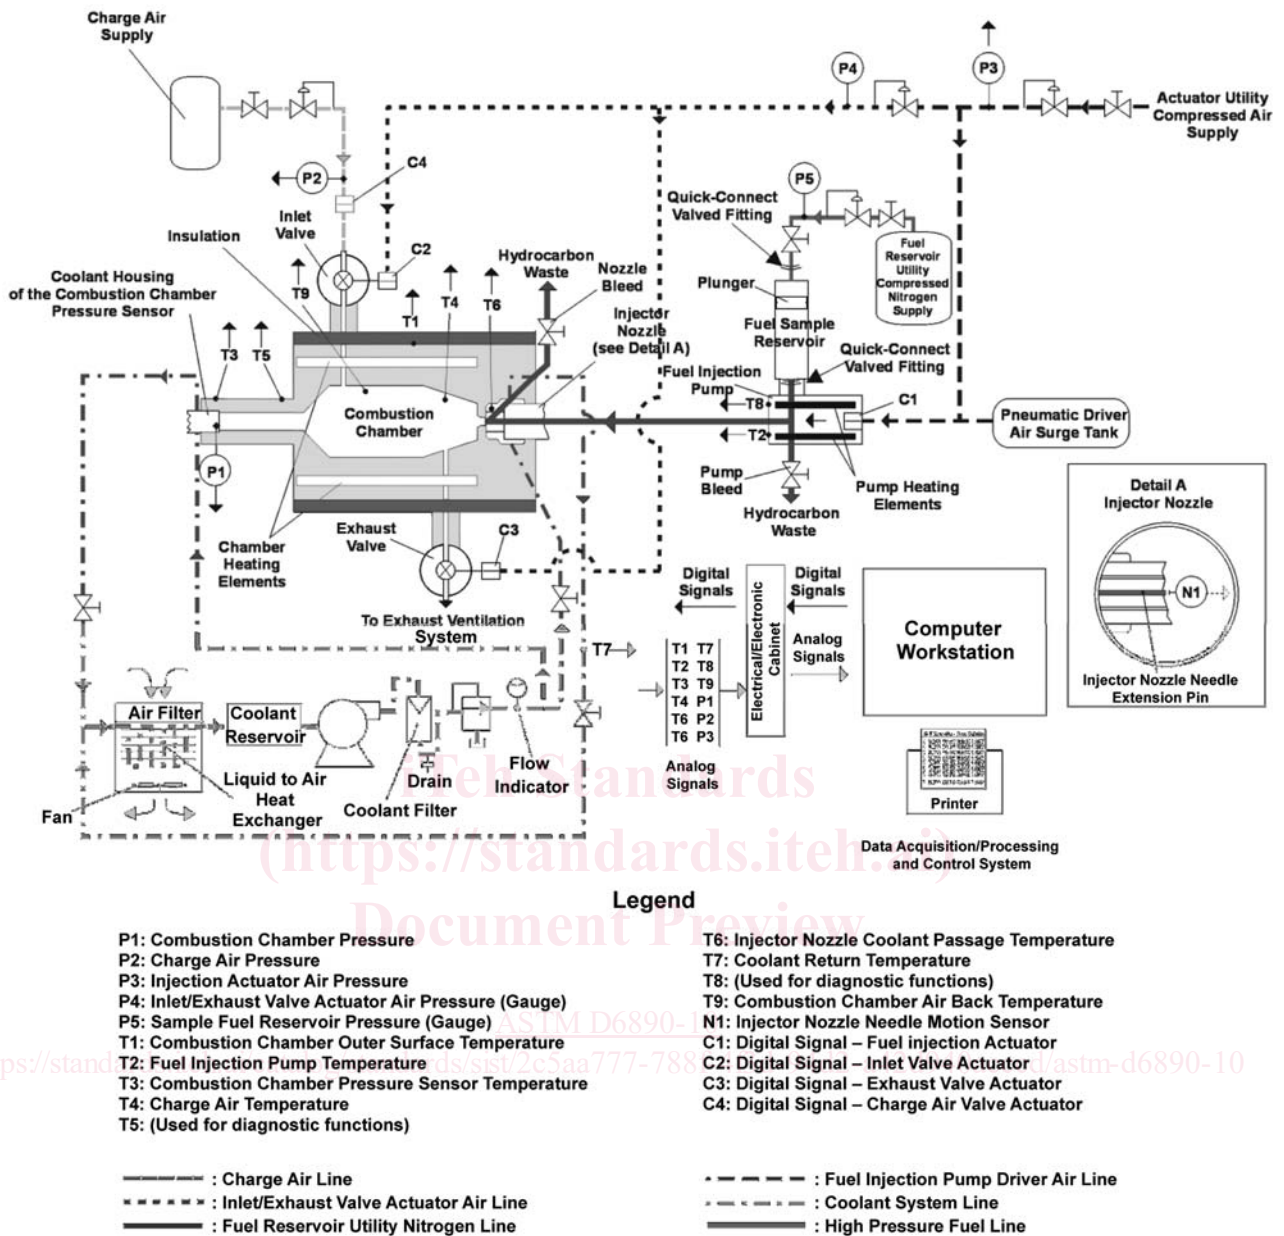 Charge Air
Supply
P4
P3
Actuator Utility
Compressed Air
Supply
P2
C4
P5
Quick-Connect
Valved Fitting
Inlet
Valve
Insulation
C2
Hydrocarbon
Waste
Nozzle
Bleed
Fuel
Reservoir
Utility
Compressed
Nitrogen
Supply
Coolant Housing
of the Combustion Chamber
Pressure Sensor
T9
T1
T4
T6
Plunger
Injector
Nozzle
(see Detail A)
Fuel Sample
Reservoir
T3
T5
Quick-Connect
Valved Fitting
Fuel Injection
Pump
T8
C1
Combustion
Chamber
T2
Pneumatic Driver
Air Surge Tank
P1
Pump
Bleed
Pump Heating
Elements
Detail A
Injector Nozzle
Hydrocarbon
Waste
Exhaust
Valve
C3
Chamber
Heating
Elements
N1
Injector Nozzle Needle
Extension Pin
To Exhaust Ventilation
System
Digital
Signals
Electrical/Electronic
Cabinet
Digital
Signals
Analog
Signals
Computer
Workstation
T7
T1 T7
T2 T8
T3 T9
T4 P1
T6 P2
T6 P3
Analog
Signals
Air Filter
Coolant
Reservoir
Liquid to Air
Heat
Exchanger
Fan
Drain
Coolant Filter
Flow
Indicator
Printer
Data Acquisition/Processing
and Control System
iTeh Standards
(https://standards.iteh.ai)
Document Preview
Legend
P1: Combustion Chamber Pressure
P2: Charge Air Pressure
P3: Injection Actuator Air Pressure
P4: Inlet/Exhaust Valve Actuator Air Pressure (Gauge)
P5: Sample Fuel Reservoir Pressure (Gauge)
T1: Combustion Chamber Outer Surface Temperature
T2: Fuel Injection Pump Temperature
T3: Combustion Chamber Pressure Sensor Temperature
T4: Charge Air Temperature
T5: (Used for diagnostic functions)
T6: Injector Nozzle Coolant Passage Temperature
T7: Coolant Return Temperature
T8: (Used for diagnostic functions)
T9: Combustion Chamber Air Back Temperature
N1: Injector Nozzle Needle Motion Sensor
C1: Digital Signal – Fuel injection Actuator
C2: Digital Signal – Inlet Valve Actuator
C3: Digital Signal – Exhaust Valve Actuator
C4: Digital Signal – Charge Air Valve Actuator
ASTM D6890-10
: Charge Air Line
: Inlet/Exhaust Valve Actuator Air Line
: Fuel Reservoir Utility Nitrogen Line
: Fuel Injection Pump Driver Air Line
: Coolant System Line
: High Pressure Fuel Line